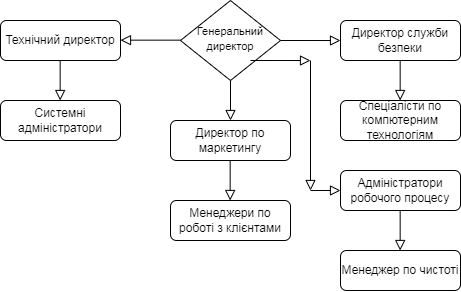 Технічний директор
Генеральний
директор
Директор служби
безпеки
Системні
адміністратори
Директор по
маркетингу
Спеціалісти по
компютерним
технологіям
Менеджери по
роботі з клієнтами
Адміністратори
робочого процесу
Менеджер по чистоті